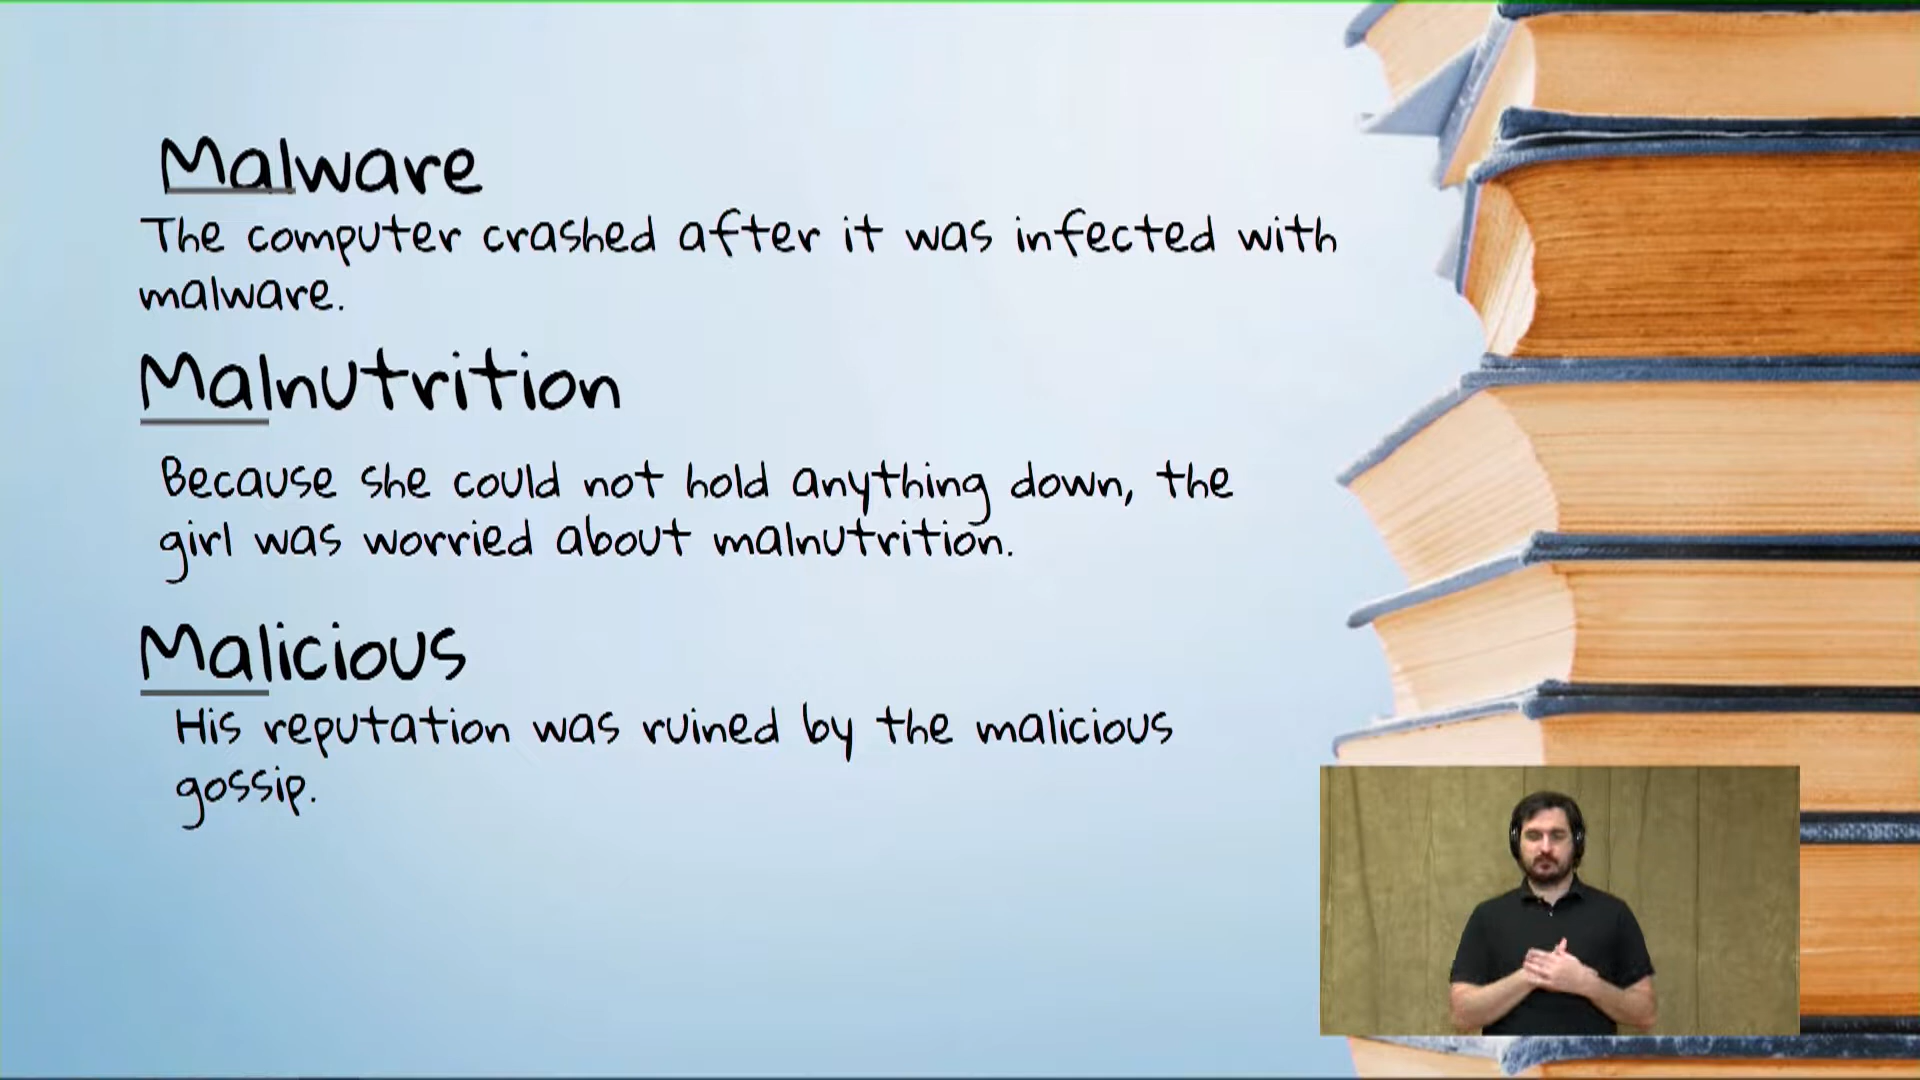 Malware
The computer crashed after it was infected with
malware.
Malnutrition
Because she could not hold anything down, the
girl was worried about malnutrition.
Malicious
His reputation was ruined by the malicious
gossip.